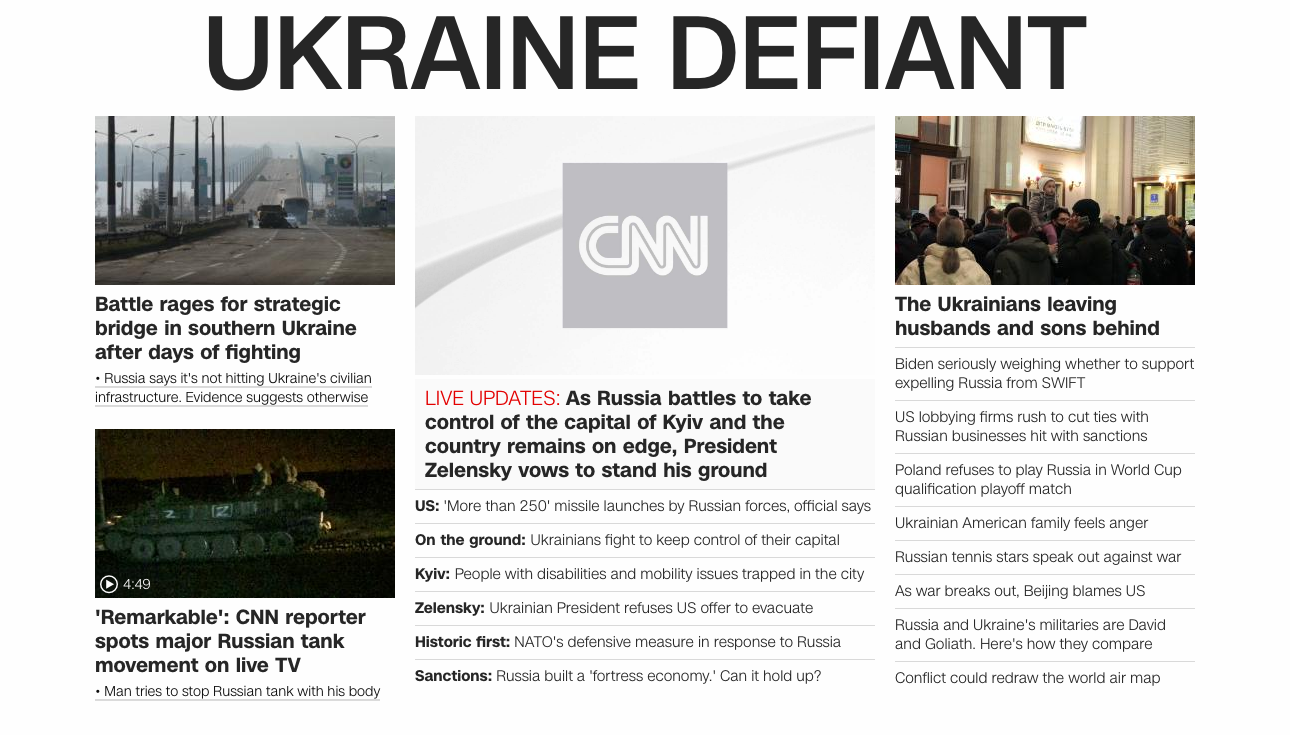 UKRAINE DEFIANT
Battle rages for strategic
bridge in southern Ukraine
after days of fighting
• Russia says it's not hitting Ukraine's civilian
infrastructure. Evidence suggests otherwise
Z
Z
4:49
'Remarkable': CNN reporter
spots major Russian tank
movement on live TV
• Man tries to stop Russian tank with his body
CNN
LIVE UPDATES: As Russia battles to take
control of the capital of Kyiv and the
country remains on edge, President
Zelensky vows to stand his ground
US: 'More than 250' missile launches by Russian forces, official says
On the ground: Ukrainians fight to keep control of their capital
Kyiv: People with disabilities and mobility issues trapped in the city
Zelensky: Ukrainian President refuses US offer to evacuate
Historic first: NATO's defensive measure in response to Russia
Sanctions: Russia built a 'fortress economy.' Can it hold up?
The Ukrainians leaving
husbands and sons behind
Biden seriously weighing whether to support
expelling Russia from SWIFT
US lobbying firms rush to cut ties with
Russian businesses hit with sanctions
Poland refuses to play Russia in World Cup
qualification playoff match
Ukrainian American family feels anger
Russian tennis stars speak out against war
As war breaks out, Beijing blames US
Russia and Ukraine's militaries are David
and Goliath. Here's how they compare
Conflict could redraw the world air map